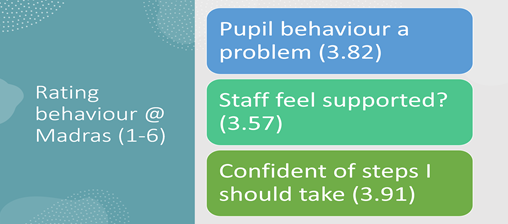 Rating
behaviour @
Madras (1-6)
Pupil behaviour a
problem (3.82)
Staff feel supported?
(3.57)
Confident of steps I
should take (3.91)